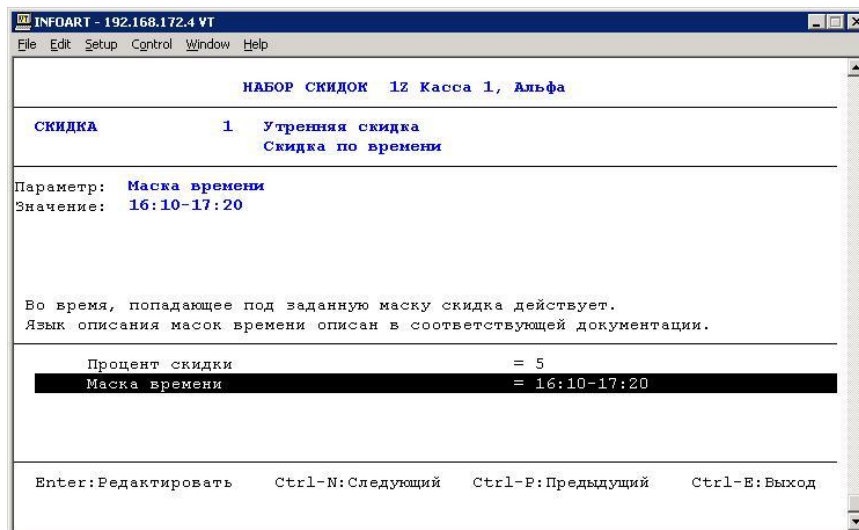 INFOART - 192.168.172.4 VT
File Edit Setup Control Window Help
НАБОР СКИДОК 1Z Касса 1, Альфа
СКИДКА 1 Утренняя скидка
Скидка по времени
Параметр: Маска времени
Значение: 16:10-17:20
Во время, попадающее под заданную маску скидка действует.
Язык описания масок времени описан в соответствующей документации.
Процент скидки = 5
Маска времени = 16:10-17:20
Enter:Редактировать Ctrl-N:Следующий Ctrl-P:Предыдущий Ctrl-E:Выход